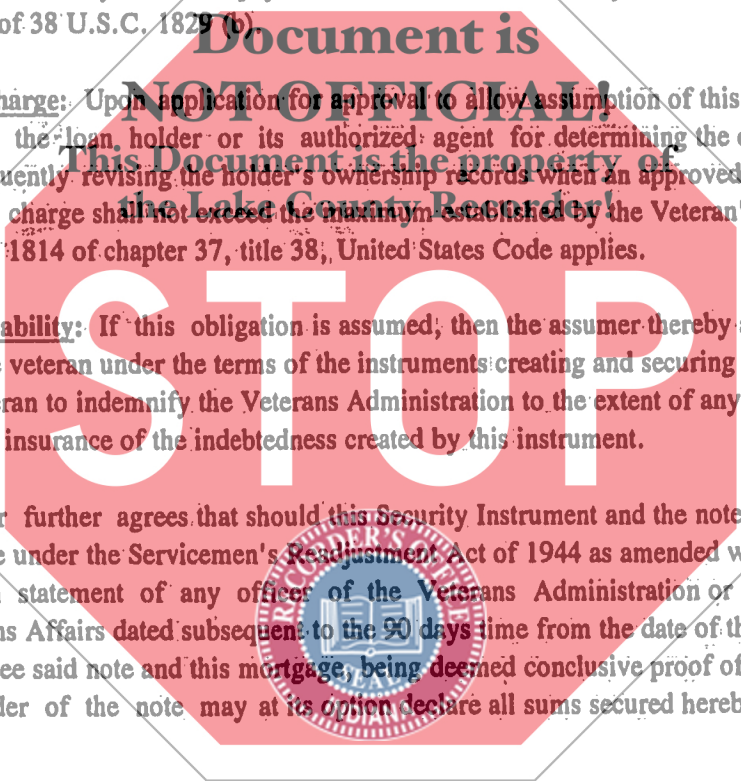 of 38 U.S.C. 1829 (b).
Document is
NOT OFFICIAL!
harge: Upon application for approval to allow assumption of this
the loan holder or its authorized agent for determining the
This Document is the property of
uently revising the holder's ownership records when an approved
the Lake County Recorder!
charge shall not exceed the maximum established by the Veteran'
1814 of chapter 37, title 38, United States Code applies.
STOP
ability: If this obligation is assumed, then the assumer thereby
veteran under the terms of the instruments creating and securing
ran to indemnify the Veterans Administration to the extent of any
insurance of the indebtedness created by this instrument.
r further agrees that should this Security Instrument and the note
e under the Servicemen's Readjustment Act of 1944 as amended w
statement of any officer of the Veterans Administration or
ns Affairs dated subsequent to the 90 days time from the date of th
ee said note and this mortgage, being deemed conclusive proof of
der of the note may at its option declare all sums secured hereb
SEAL